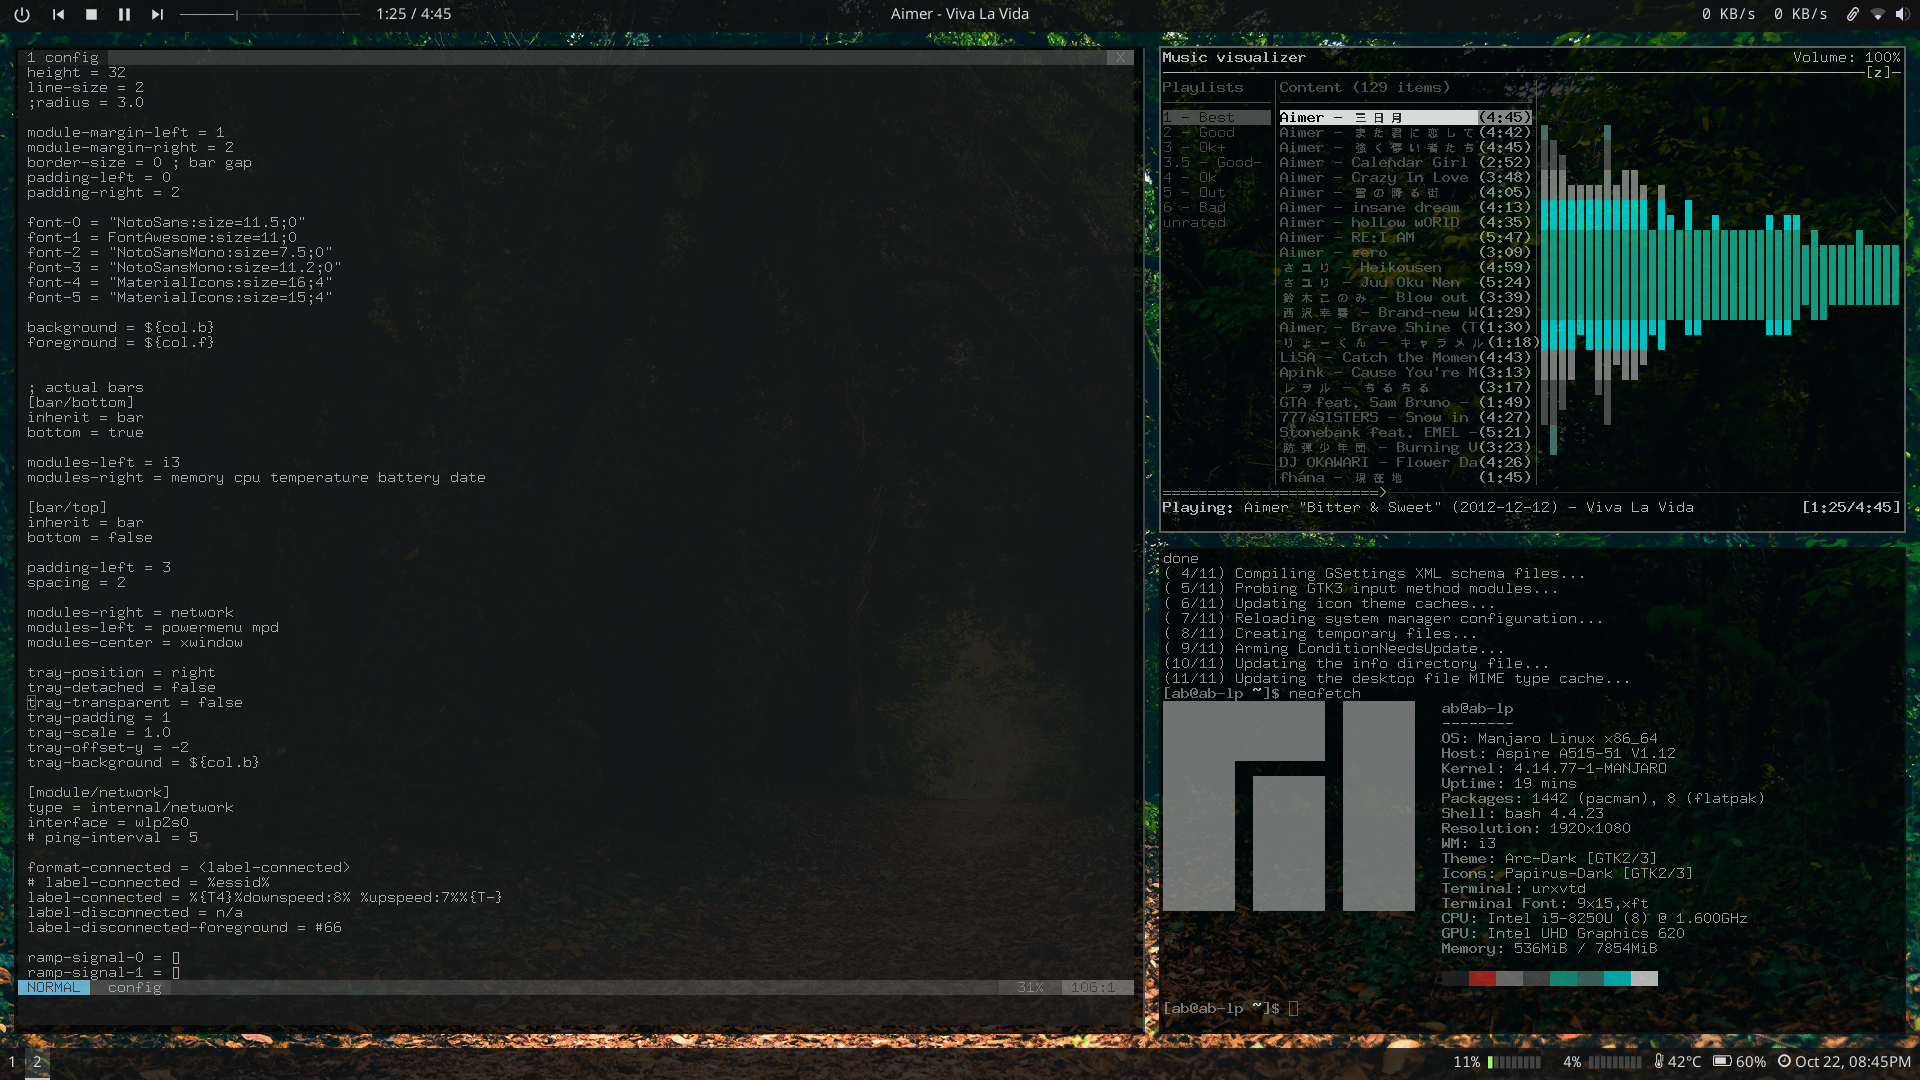 1:25 / 4:45
Aimer - Viva La Vida
0 KB/s 0 KB/s
1 config X
height = 32
line-size = 2
;radius = 3.0
module-margin-left = 1
module-margin-right = 2
border-size = 0 ; bar gap
padding-left = 0
padding-right = 2
font-0 = "NotoSans:size=11.5;0"
font-1 = FontAwesome:size=11;0
font-2 = "NotoSansMono:size=7.5;0"
font-3 = "NotoSansMono:size=11.2;0"
font-4 = "MaterialIcons:size=16;4"
font-5 = "MaterialIcons:size=15;4"
background = ${col.b}
foreground = ${col.f}
; actual bars
[bar/bottom]
inherit = bar
bottom = true
modules-left = i3
modules-right = memory cpu temperature battery date
[bar/top]
inherit = bar
bottom = false
padding-left = 3
spacing = 2
modules-right = network
modules-left = powermenu mpd
modules-center = xwindow
tray-position = right
tray-detached = false
tray-transparent = false
tray-padding = 1
tray-scale = 1.0
tray-offset-y = -2
tray-background = ${col.b}
[module/network]
type = internal/network
interface = wlp2s0
# ping-interval = 5
format-connected = <label-connected>
# label-connected = %essid%
label-connected = %{T4}%downspeed:8% %upspeed:7%%{T-}
label-disconnected = n/a
label-disconnected-foreground = #66
ramp-signal-0 = 
ramp-signal-1 = 
NORMAL config 31% 106:1
Music visualizer Volume: 100%
[z]
Playlists
1 - Best
2 - Good
3 - Ok+
3.5 - Good-
4 - Ok
5 - Out
6 - Bad
unrated
Content (129 items)
Aimer - 三日月 (4:45)
Aimer - また君に恋して (4:42)
Aimer - 強く儚い者たち (4:45)
Aimer - Calendar Girl (2:52)
Aimer - Crazy In Love (3:48)
Aimer - 雪の降る街 (4:05)
Aimer - insane dream (4:13)
Aimer - holLow wORlD (4:35)
Aimer - RE:I AM (5:47)
Aimer - zero (3:09)
さユり - Heikousen (4:59)
さユり - Juu Oku Nen (5:24)
鈴木このみ - Blow out (3:39)
西沢幸奏 - Brand-new W(1:29)
Aimer - Brave Shine (T(1:30)
りょーくん - キャラメル(1:18)
LiSA - Catch the Momen(4:43)
Apink - Cause You're M(3:13)
レヲル - ちるちる (3:17)
GTA feat. Sam Bruno - (1:49)
777☆SISTERS - Snow in (4:27)
Stonebank feat. EMEL -(5:21)
防弾少年団 - Burning U(3:23)
DJ OKAWARI - Flower Da(4:26)
fhána - 現在地 (1:45)
========================>
Playing: Aimer "Bitter & Sweet" (2012-12-12) - Viva La Vida [1:25/4:45]
done
( 4/11) Compiling GSettings XML schema files...
( 5/11) Probing GTK3 input method modules...
( 6/11) Updating icon theme caches...
( 7/11) Reloading system manager configuration...
( 8/11) Creating temporary files...
( 9/11) Arming ConditionNeedsUpdate...
(10/11) Updating the info directory file...
(11/11) Updating the desktop file MIME type cache...
[ab@ab-lp ~]$ neofetch
ab@ab-lp
--------
OS: Manjaro Linux x86_64
Host: Aspire A515-51 V1.12
Kernel: 4.14.77-1-MANJARO
Uptime: 19 mins
Packages: 1442 (pacman), 8 (flatpak)
Shell: bash 4.4.23
Resolution: 1920x1080
WM: i3
Theme: Arc-Dark [GTK2/3]
Icons: Papirus-Dark [GTK2/3]
Terminal: urxvtd
Terminal Font: 9x15,xft
CPU: Intel i5-8250U (8) @ 1.600GHz
GPU: Intel UHD Graphics 620
Memory: 536MiB / 7854MiB
[ab@ab-lp ~]$
1 2
11% 4% 42°C 60% Oct 22, 08:45PM